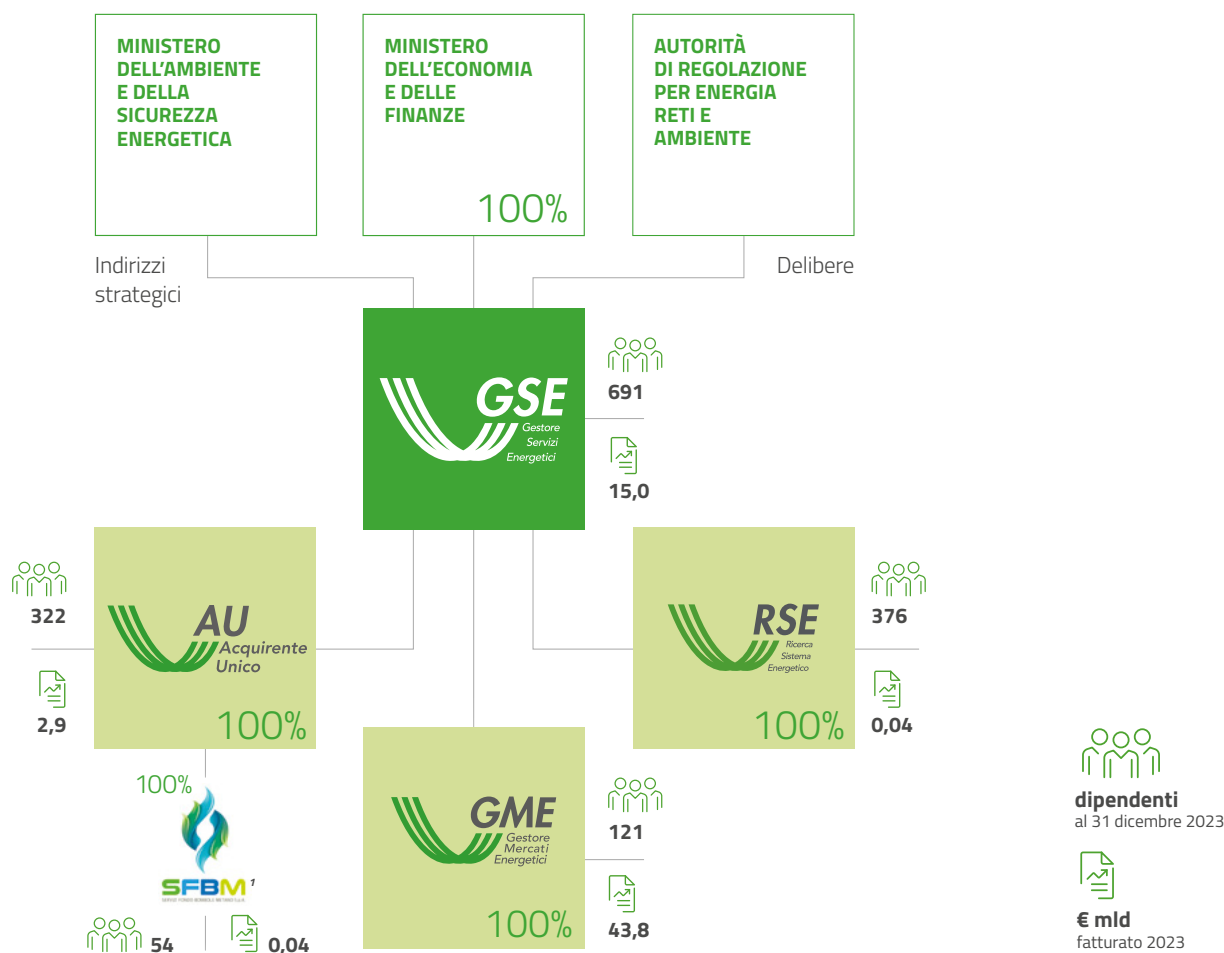 MINISTERO
DELL'AMBIENTE
E DELLA
SICUREZZA
ENERGETICA
MINISTERO
DELL'ECONOMIA
E DELLE
FINANZE
100%
AUTORITÀ
DI REGOLAZIONE
PER ENERGIA
RETI E
AMBIENTE
Indirizzi
strategici
Delibere
GSE
Gestore
Servizi
Energetici
691
15,0
322
2,9
AU
Acquirente
Unico
100%
RSE
Ricerca
Sistema
Energetico
100%
376
0,04
100%
SFBM 1
54
0,04
GME
Gestore
Mercati
Energetici
100%
121
43,8
dipendenti
al 31 dicembre 2023
€ mld
fatturato 2023